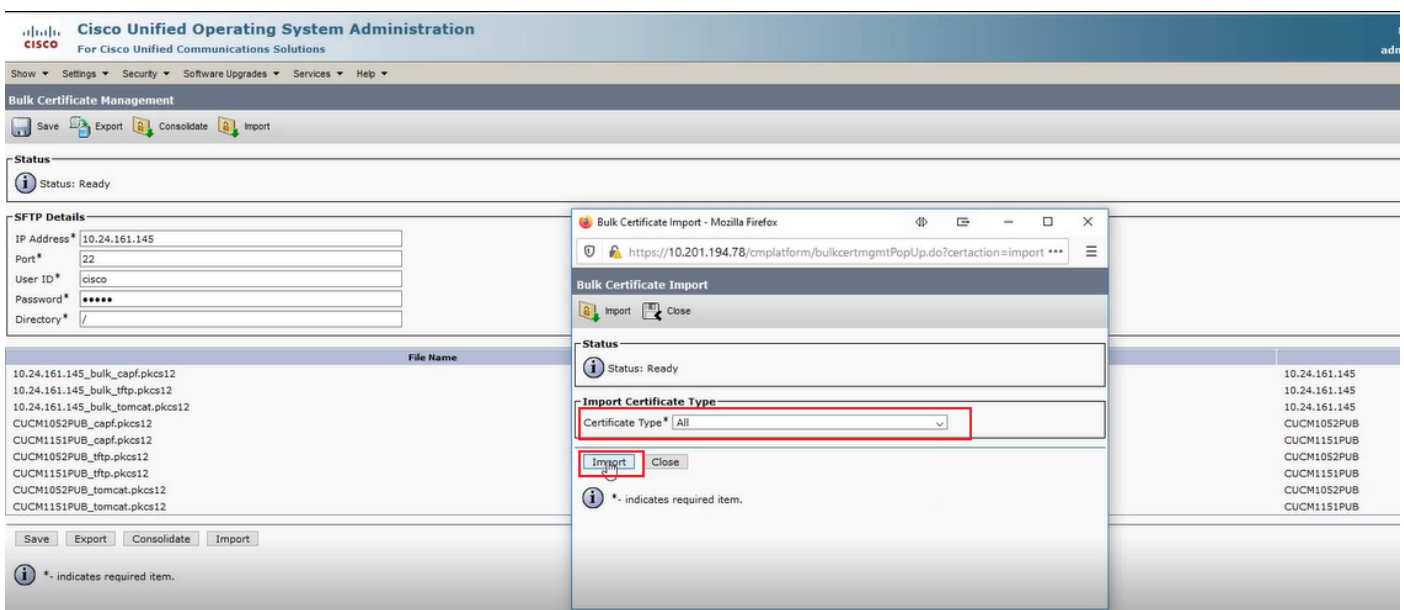 Cisco Unified Operating System Administration
CISCO
For Cisco Unified Communications Solutions
adm
Show Settings Security Software Upgrades Services Help
Bulk Certificate Management
Save Export Consolidate Import
Status
Status: Ready
SFTP Details
IP Address* 10.24.161.145
Port* 22
User ID* cisco
Password* •••••
Directory* /
File Name
10.24.161.145_bulk_capf.pkcs12 10.24.161.145
10.24.161.145_bulk_tftp.pkcs12 10.24.161.145
10.24.161.145_bulk_tomcat.pkcs12 10.24.161.145
CUCM1052PUB_capf.pkcs12 CUCM1052PUB
CUCM1151PUB_capf.pkcs12 CUCM1151PUB
CUCM1052PUB_tftp.pkcs12 CUCM1052PUB
CUCM1151PUB_tftp.pkcs12 CUCM1151PUB
CUCM1052PUB_tomcat.pkcs12 CUCM1052PUB
CUCM1151PUB_tomcat.pkcs12 CUCM1151PUB
Save Export Consolidate Import
*- indicates required item.
Bulk Certificate Import - Mozilla Firefox
https://10.201.194.78/cmplatform/bulkcertmgmtPopUp.do?certaction=import •••
Bulk Certificate Import
Import Close
Status
Status: Ready
Import Certificate Type
Certificate Type* All
Import Close
*- indicates required item.